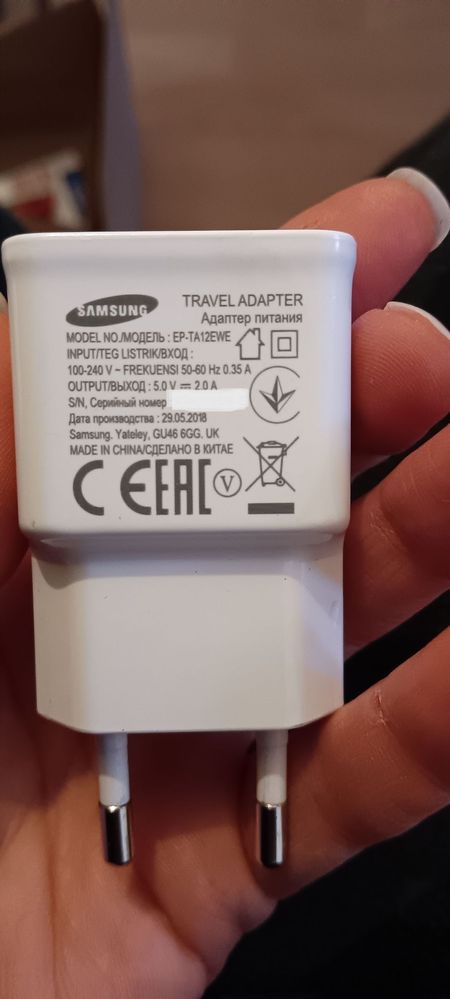 SAMSUNG
TRAVEL ADAPTER
Адаптер питания
MODEL NO./МОДЕЛЬ : EP-TA12EWE
INPUT/TEG LISTRIK/ВХОД :
100-240 V ~ FREKUENSI 50-60 Hz 0.35 A
OUTPUT/ВЫХОД : 5.0 V ⎓ 2.0 A
S/N, Серийный номер
Дата производства : 29.05.2018
Samsung. Yateley, GU46 6GG. UK
MADE IN CHINA/СДЕЛАНО В КИТАЕ
CE EAC V